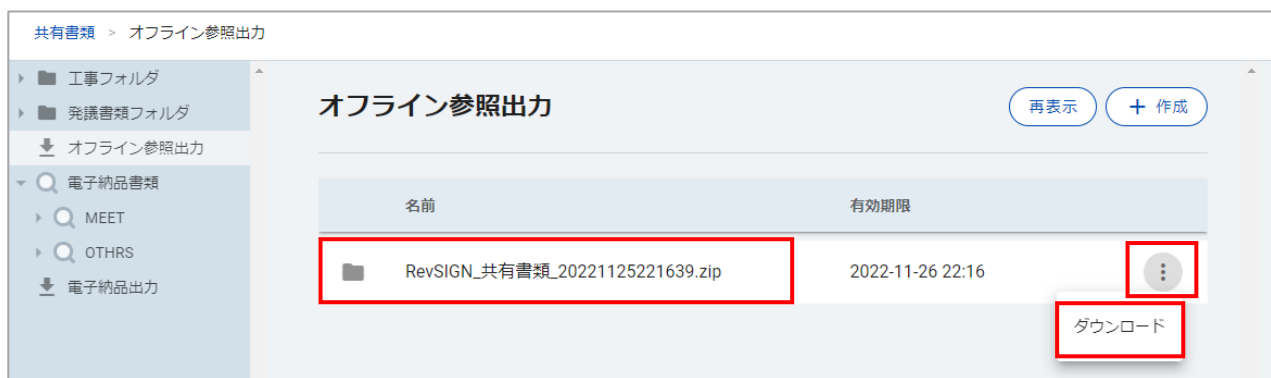 共有書類 > オフライン参照出力
工事フォルダ
発議書類フォルダ
オフライン参照出力
電子納品書類
MEET
OTHRS
電子納品出力
オフライン参照出力
再表示
+ 作成
名前 有効期限
RevSIGN_共有書類_20221125221639.zip 2022-11-26 22:16
ダウンロード